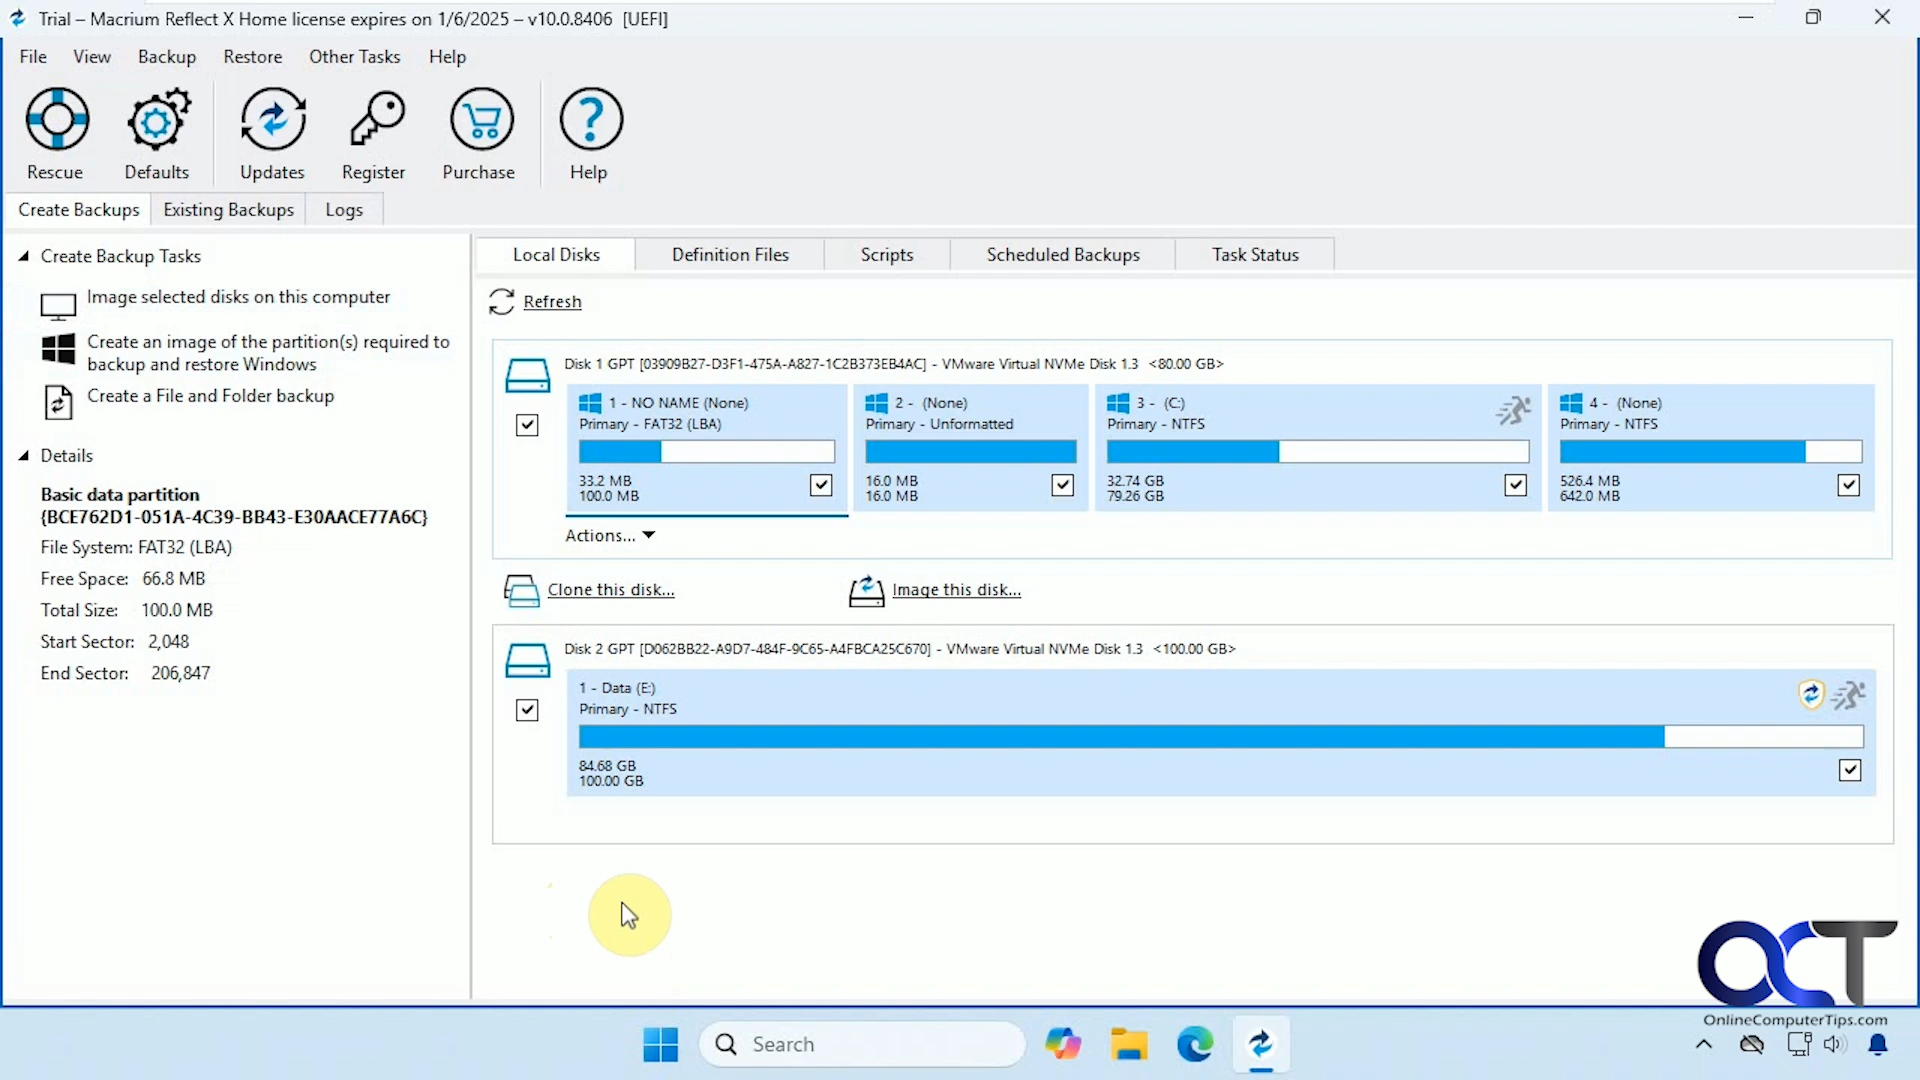 Trial – Macrium Reflect X Home license expires on 1/6/2025 – v10.0.8406 [UEFI]
File View Backup Restore Other Tasks Help
Rescue Defaults Updates Register Purchase Help
Create Backups Existing Backups Logs
Create Backup Tasks
Image selected disks on this computer
Create an image of the partition(s) required to
backup and restore Windows
Create a File and Folder backup
Details
Basic data partition
{BCE762D1-051A-4C39-BB43-E30AACE77A6C}
File System: FAT32 (LBA)
Free Space: 66.8 MB
Total Size: 100.0 MB
Start Sector: 2,048
End Sector: 206,847
Local Disks Definition Files Scripts Scheduled Backups Task Status
Refresh
Disk 1 GPT [03909B27-D3F1-475A-A827-1C2B373EB4AC] - VMware Virtual NVMe Disk 1.3 <80.00 GB>
1 - NO NAME (None)
Primary - FAT32 (LBA)
33.2 MB
100.0 MB
2 - (None)
Primary - Unformatted
16.0 MB
16.0 MB
3 - (C:)
Primary - NTFS
32.74 GB
79.26 GB
4 - (None)
Primary - NTFS
526.4 MB
642.0 MB
Actions...
Clone this disk... Image this disk...
Disk 2 GPT [D062BB22-A9D7-484F-9C65-A4FBCA25C670] - VMware Virtual NVMe Disk 1.3 <100.00 GB>
1 - Data (E:)
Primary - NTFS
84.68 GB
100.00 GB
OCT
OnlineComputerTips.com
Search